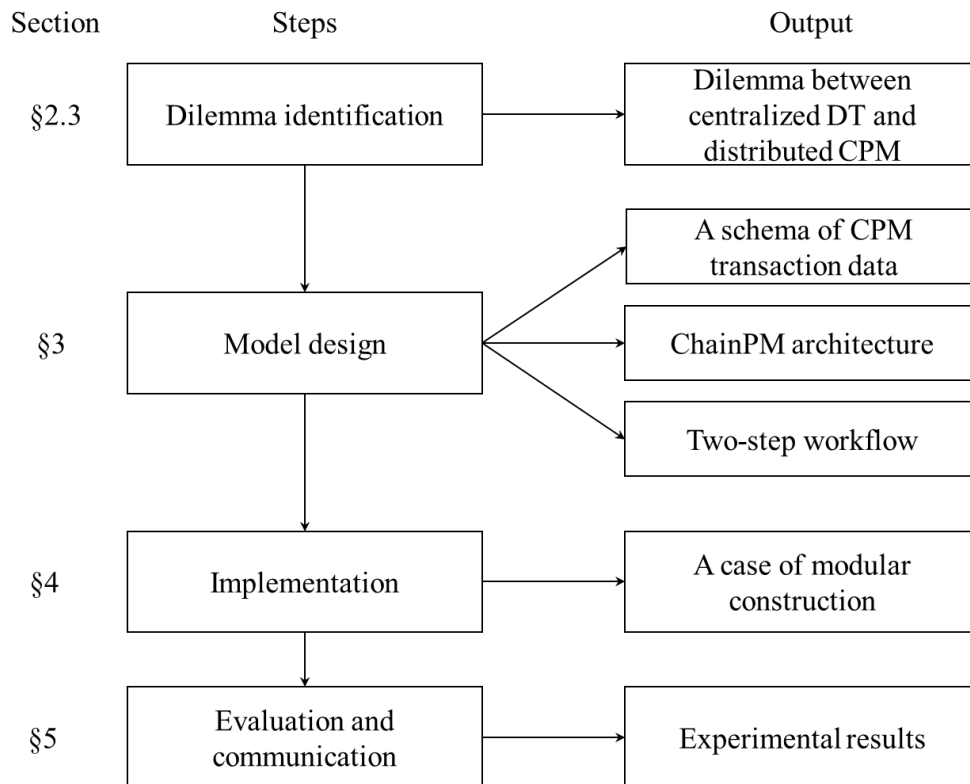 Section Steps Output
§2.3
Dilemma identification
Dilemma between
centralized DT and
distributed CPM
A schema of CPM
transaction data
§3
Model design
ChainPM architecture
Two-step workflow
§4
Implementation
A case of modular
construction
§5
Evaluation and
communication
Experimental results